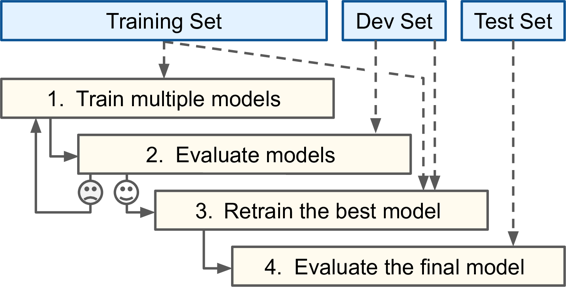 Training Set
Dev Set
Test Set
1. Train multiple models
2. Evaluate models
3. Retrain the best model
4. Evaluate the final model